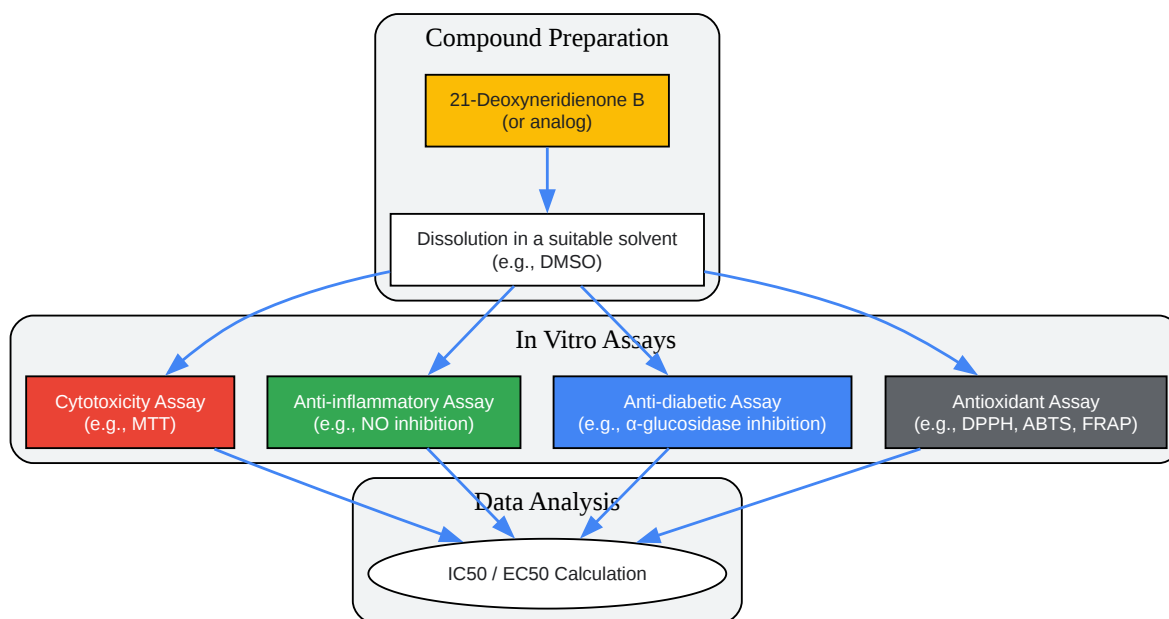 Compound Preparation
21-Deoxyneridienone B
(or analog)
Dissolution in a suitable solvent
(e.g., DMSO)
In Vitro Assays
Cytotoxicity Assay
(e.g., MTT)
Anti-inflammatory Assay
(e.g., NO inhibition)
Anti-diabetic Assay
(e.g., α-glucosidase inhibition)
Antioxidant Assay
(e.g., DPPH, ABTS, FRAP)
Data Analysis
IC50 / EC50 Calculation